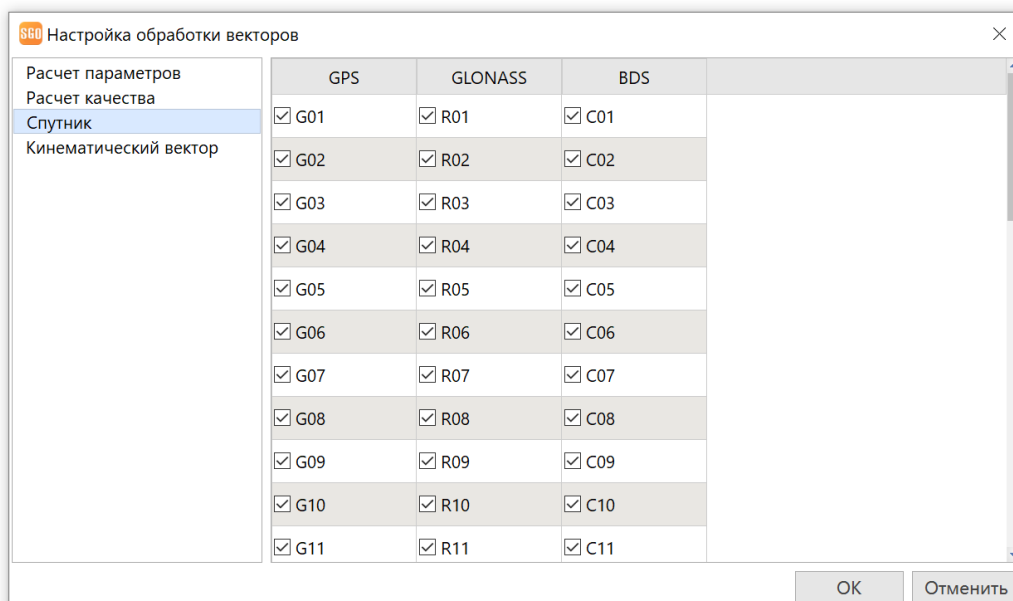 SGO Настройка обработки векторов
Расчет параметров
Расчет качества
Спутник
Кинематический вектор
GPS GLONASS BDS
G01 R01 C01
G02 R02 C02
G03 R03 C03
G04 R04 C04
G05 R05 C05
G06 R06 C06
G07 R07 C07
G08 R08 C08
G09 R09 C09
G10 R10 C10
G11 R11 C11
ОК Отменить